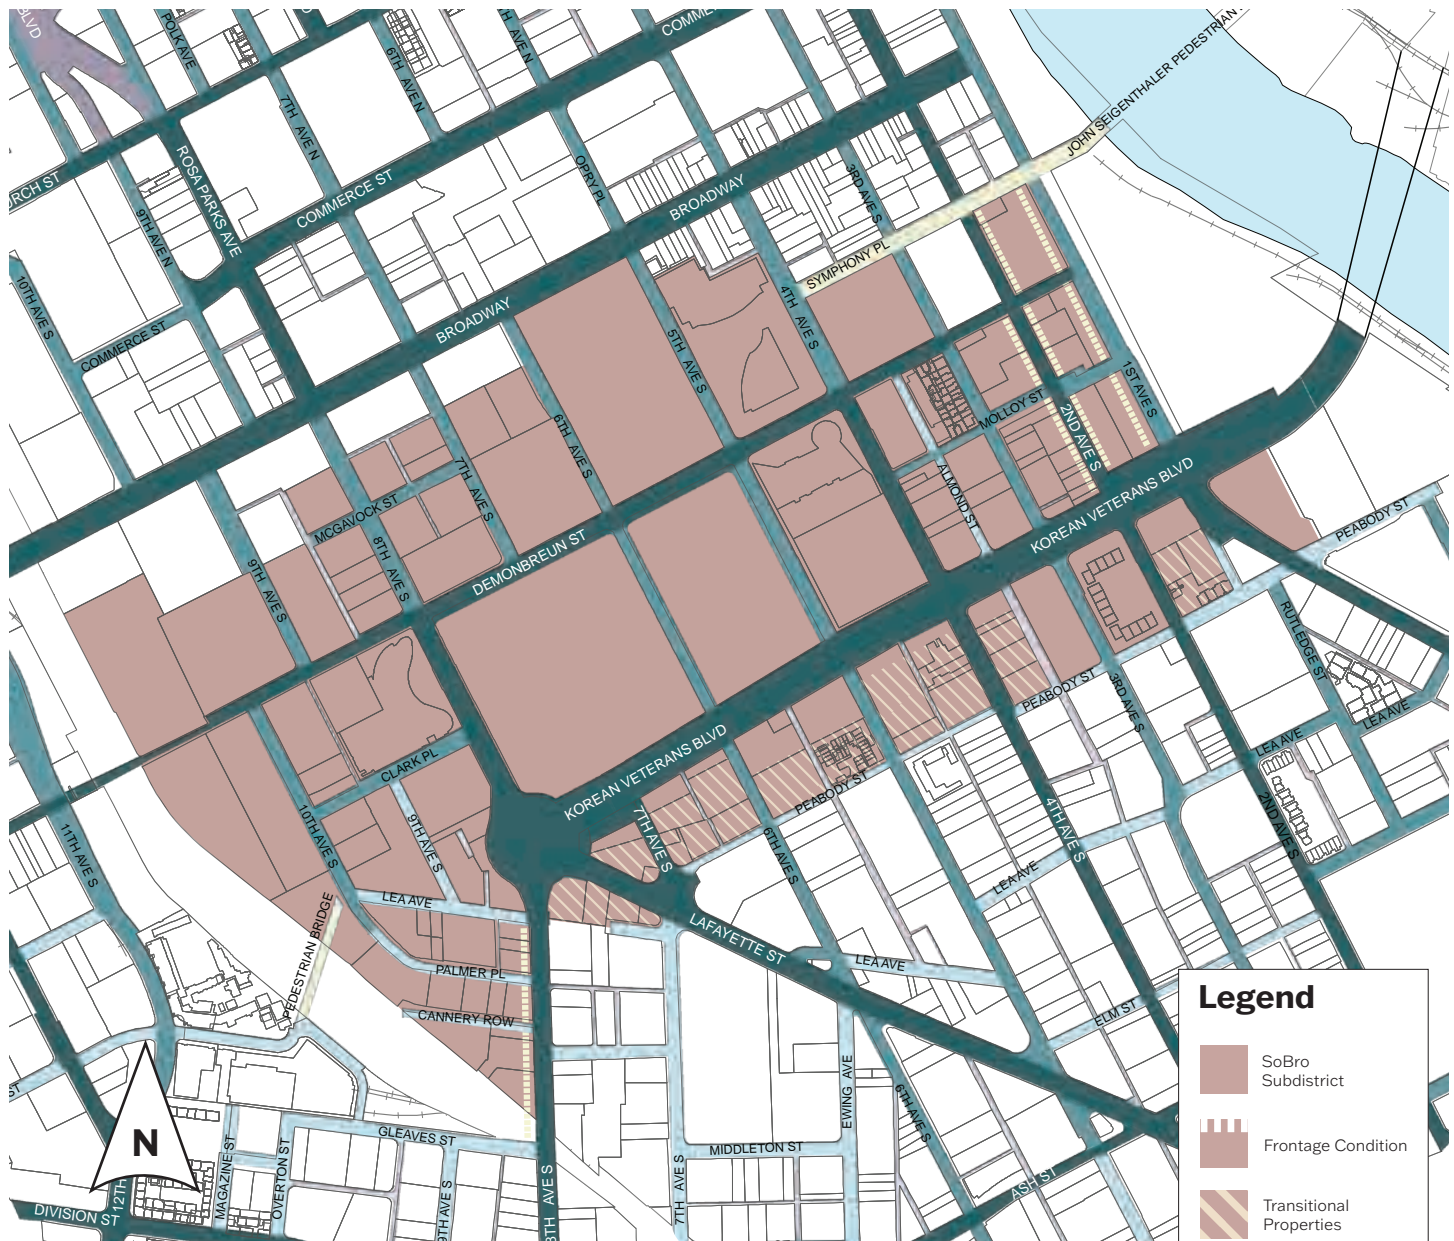 BLVD
POLK AVE
6TH AVE N
COMME
JOHN SEIGENTHALER PEDESTRIAN
7TH AVE N
URCH ST
ROSA PARKS AVE
COMMERCE ST
OPRY PL
BROADWAY
3RD AVE S
9TH AVE N
SYMPHONY PL
10TH AVE S
COMMERCE ST
BROADWAY
4TH AVE S
5TH AVE S
1ST AVE S
MOLLOY ST
2ND AVE S
6TH AVE S
7TH AVE S
MCGAVOCK ST
8TH AVE S
ALMOND ST
KOREAN VETERANS BLVD
PEABODY ST
DEMONBREUN ST
9TH AVE S
RUTLEDGE ST
PEABODY ST
3RD AVE S
LEA AVE
LEA AVE
CLARK PL
KOREAN VETERANS BLVD
PEABODY ST
10TH AVE S
9TH AVE S
7TH AVE S
6TH AVE S
4TH AVE S
2ND AVE S
11TH AVE S
LEA AVE
LEA AVE
PEDESTRIAN BRIDGE
LAFAYETTE ST
LEA AVE
PALMER PL
CANNERY ROW
ELM ST
ST
EWING AVE
6TH AVE S
GLEAVES ST
MIDDLETON ST
MAGAZINE ST
OVERTON ST
9TH AVE S
8TH AVE S
7TH AVE S
ASH ST
12TH
DIVISION ST
N
Legend
SoBro
Subdistrict
Frontage Condition
Transitional
Properties